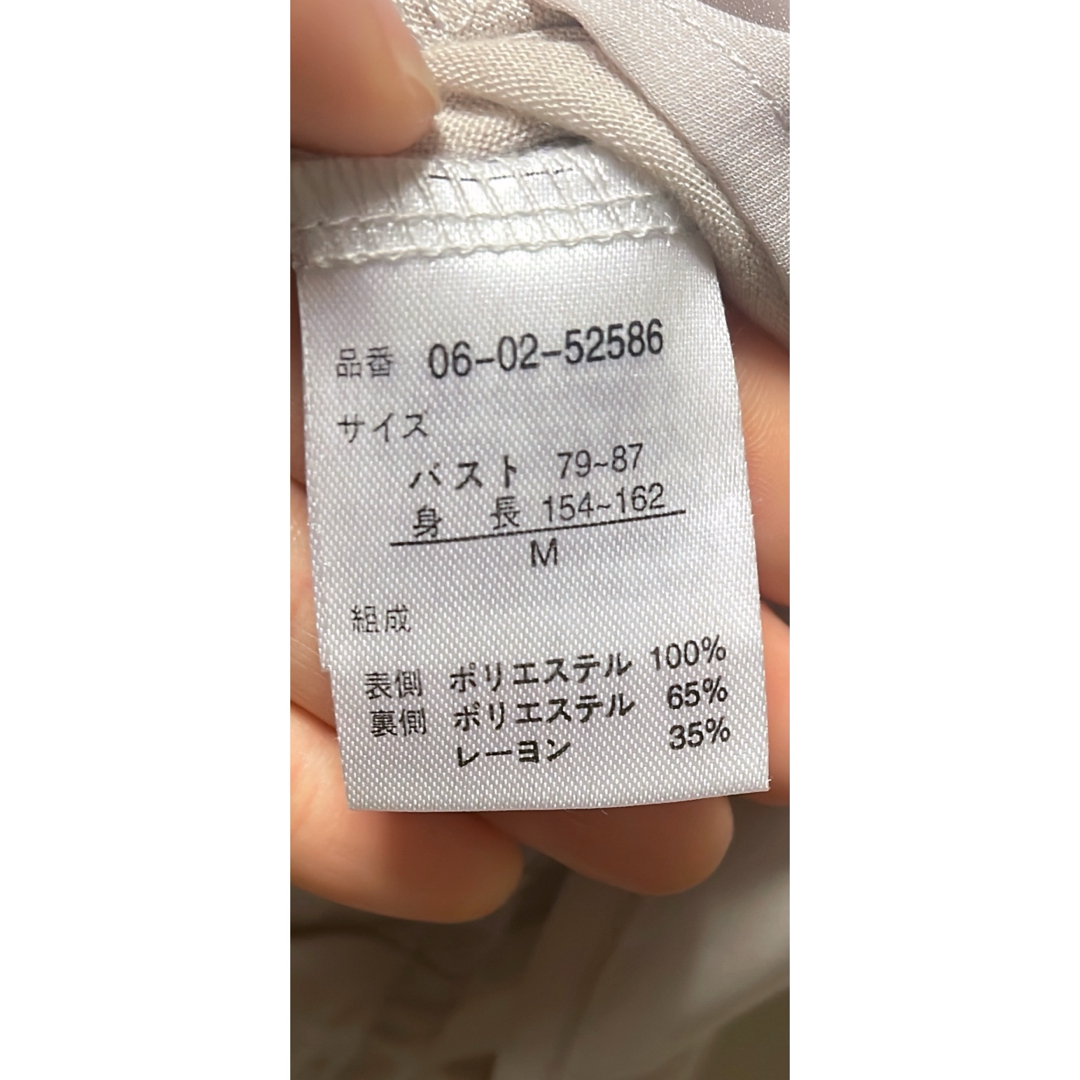 品番 06-02-52586
サイズ
バスト 79~87
身 長 154~162
M
組成
表側 ポリエステル 100%
裏側 ポリエステル 65%
レーヨン 35%